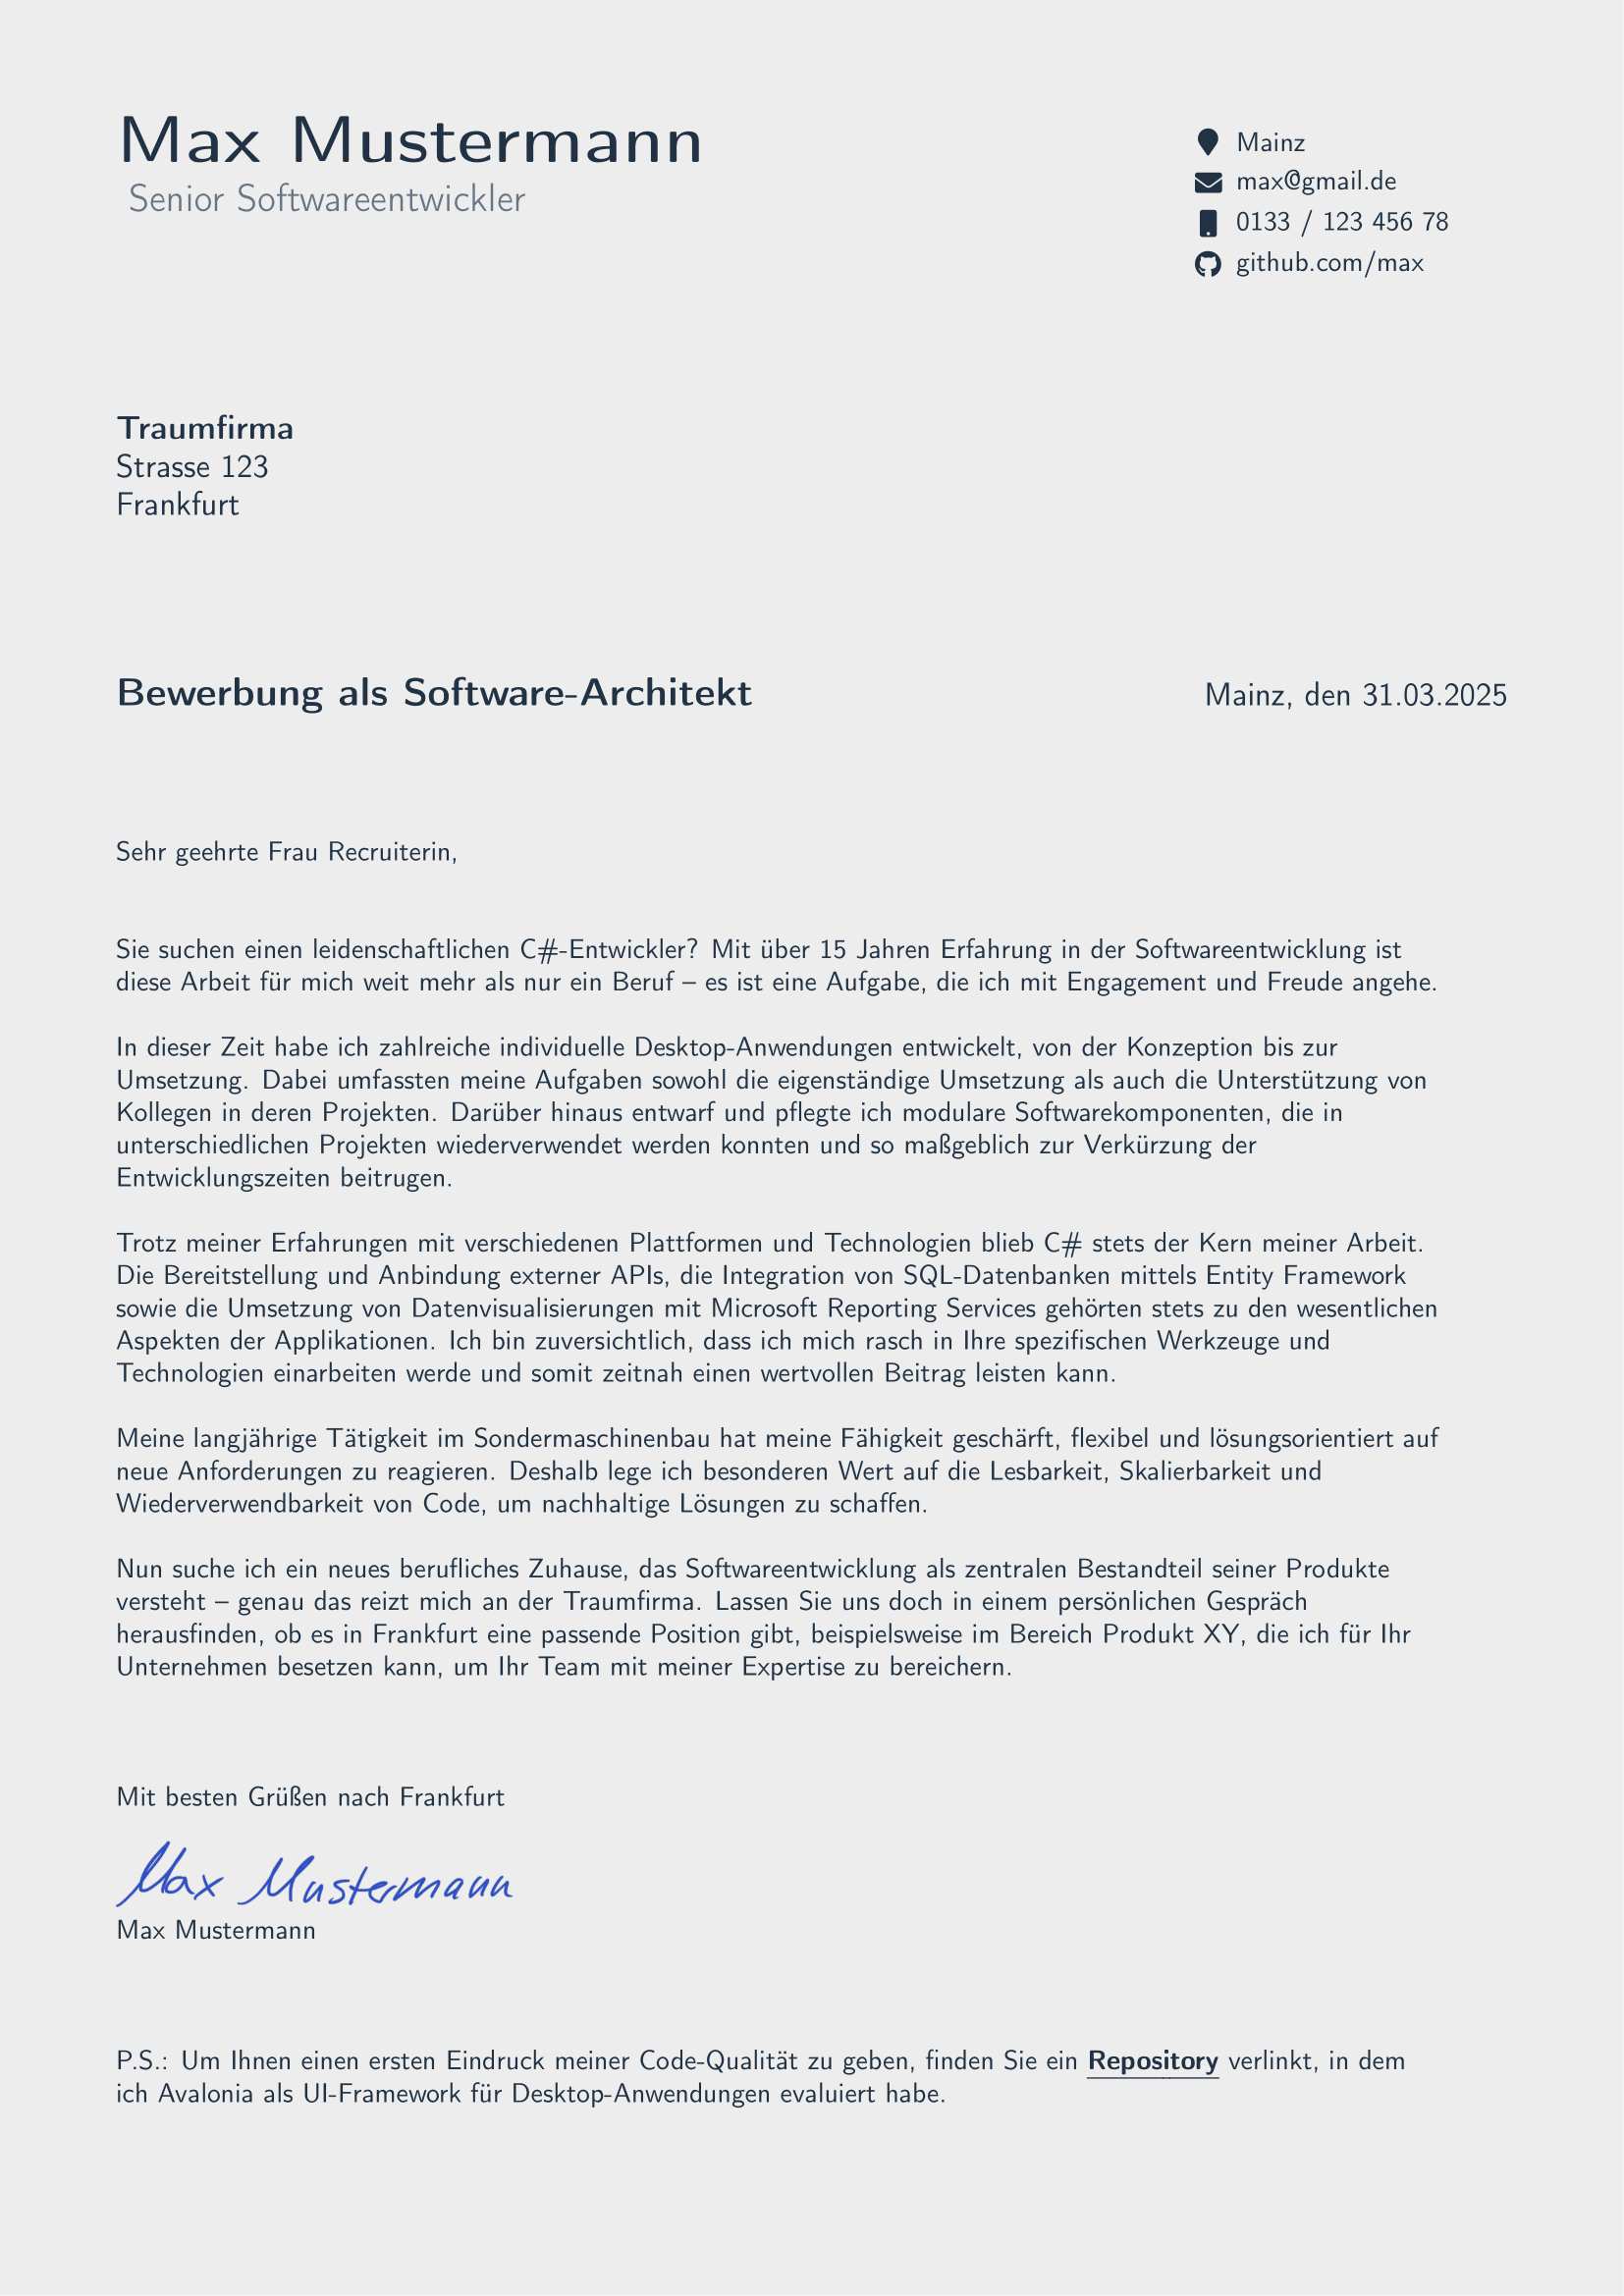 Max Mustermann
Senior Softwareentwickler
Mainz
max@gmail.de
0133 / 123 456 78
github.com/max
Traumfirma
Strasse 123
Frankfurt
Bewerbung als Software-Architekt
Mainz, den 31.03.2025
Sehr geehrte Frau Recruiterin,
Sie suchen einen leidenschaftlichen C#-Entwickler? Mit über 15 Jahren Erfahrung in der Softwareentwicklung ist
diese Arbeit für mich weit mehr als nur ein Beruf – es ist eine Aufgabe, die ich mit Engagement und Freude angehe.
In dieser Zeit habe ich zahlreiche individuelle Desktop-Anwendungen entwickelt, von der Konzeption bis zur
Umsetzung. Dabei umfassten meine Aufgaben sowohl die eigenständige Umsetzung als auch die Unterstützung von
Kollegen in deren Projekten. Darüber hinaus entwarf und pflegte ich modulare Softwarekomponenten, die in
unterschiedlichen Projekten wiederverwendet werden konnten und so maßgeblich zur Verkürzung der
Entwicklungszeiten beitrugen.
Trotz meiner Erfahrungen mit verschiedenen Plattformen und Technologien blieb C# stets der Kern meiner Arbeit.
Die Bereitstellung und Anbindung externer APIs, die Integration von SQL-Datenbanken mittels Entity Framework
sowie die Umsetzung von Datenvisualisierungen mit Microsoft Reporting Services gehörten stets zu den wesentlichen
Aspekten der Applikationen. Ich bin zuversichtlich, dass ich mich rasch in Ihre spezifischen Werkzeuge und
Technologien einarbeiten werde und somit zeitnah einen wertvollen Beitrag leisten kann.
Meine langjährige Tätigkeit im Sondermaschinenbau hat meine Fähigkeit geschärft, flexibel und lösungsorientiert auf
neue Anforderungen zu reagieren. Deshalb lege ich besonderen Wert auf die Lesbarkeit, Skalierbarkeit und
Wiederverwendbarkeit von Code, um nachhaltige Lösungen zu schaffen.
Nun suche ich ein neues berufliches Zuhause, das Softwareentwicklung als zentralen Bestandteil seiner Produkte
versteht – genau das reizt mich an der Traumfirma. Lassen Sie uns doch in einem persönlichen Gespräch
herausfinden, ob es in Frankfurt eine passende Position gibt, beispielsweise im Bereich Produkt XY, die ich für Ihr
Unternehmen besetzen kann, um Ihr Team mit meiner Expertise zu bereichern.
Mit besten Grüßen nach Frankfurt
Max Mustermann
Max Mustermann
P.S.: Um Ihnen einen ersten Eindruck meiner Code-Qualität zu geben, finden Sie ein Repository verlinkt, in dem
ich Avalonia als UI-Framework für Desktop-Anwendungen evaluiert habe.